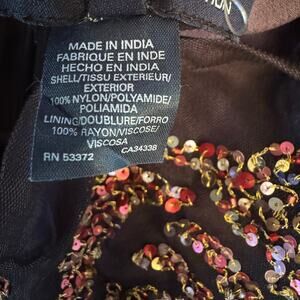 MADE IN INDIA
FABRIQUE EN INDE
HECHO EN INDIA
SHELL/TISSU EXTERIEUR/
EXTERIOR
100% NYLON/POLYAMIDE/
POLIAMIDA
LINING/DOUBLURE/FORRO
100% RAYON/VISCOSE/
VISCOSA
RN 53372 CA34338